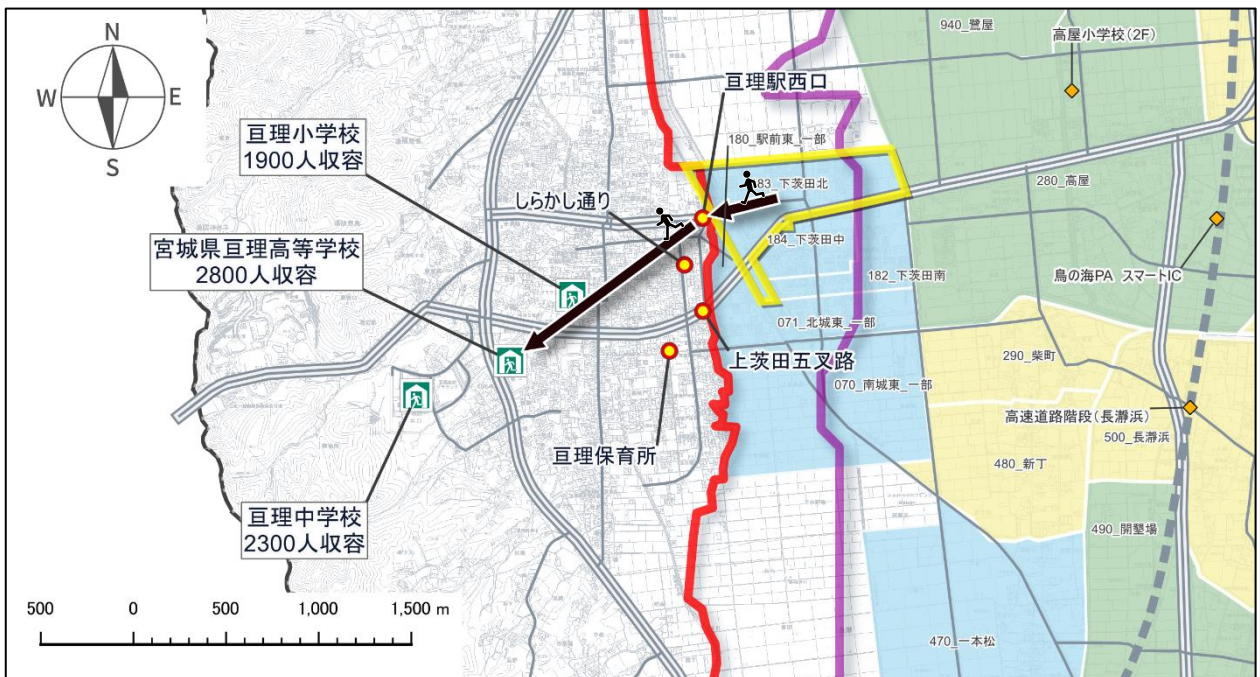 N
W E
S
亘理小学校
1900人収容
宮城県亘理高等学校
2800人収容
亘理中学校
2300人収容
しらかし通り
亘理駅西口
上茨田五叉路
亘理保育所
940_鷺屋
高屋小学校(2F)
180_駅前東_一部
83_下茨田北
280_高屋
184_下茨田中
182_下茨田南
鳥の海PA スマートIC
071_北城東_一部
290_柴町
070_南城東_一部
高速道路階段(長瀞浜)
500_長瀞浜
480_新丁
490_開墾場
470_一本松
500 0 500 1,000 1,500 m